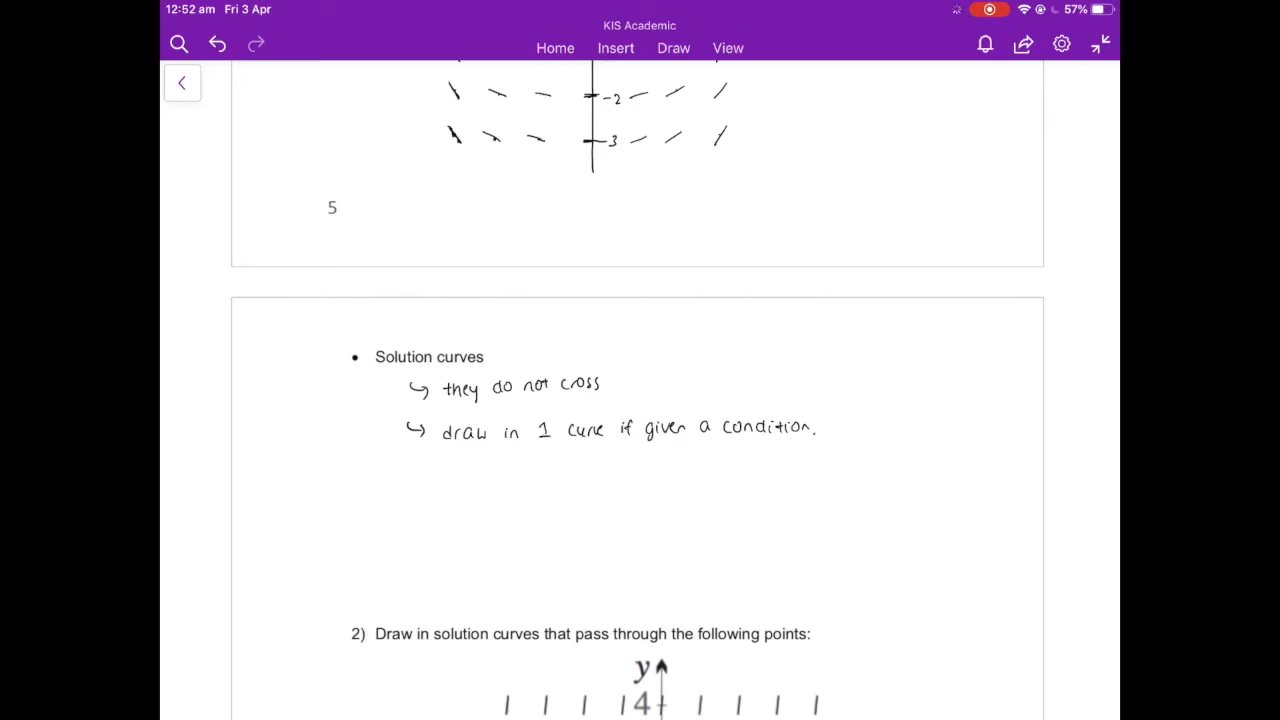 12:52 am Fri 3 Apr
57%
KIS Academic
Home Insert Draw View
-2
-3
5
• Solution curves
↳ they do not cross
↳ draw in 1 curve if given a condition.
2) Draw in solution curves that pass through the following points:
y
4